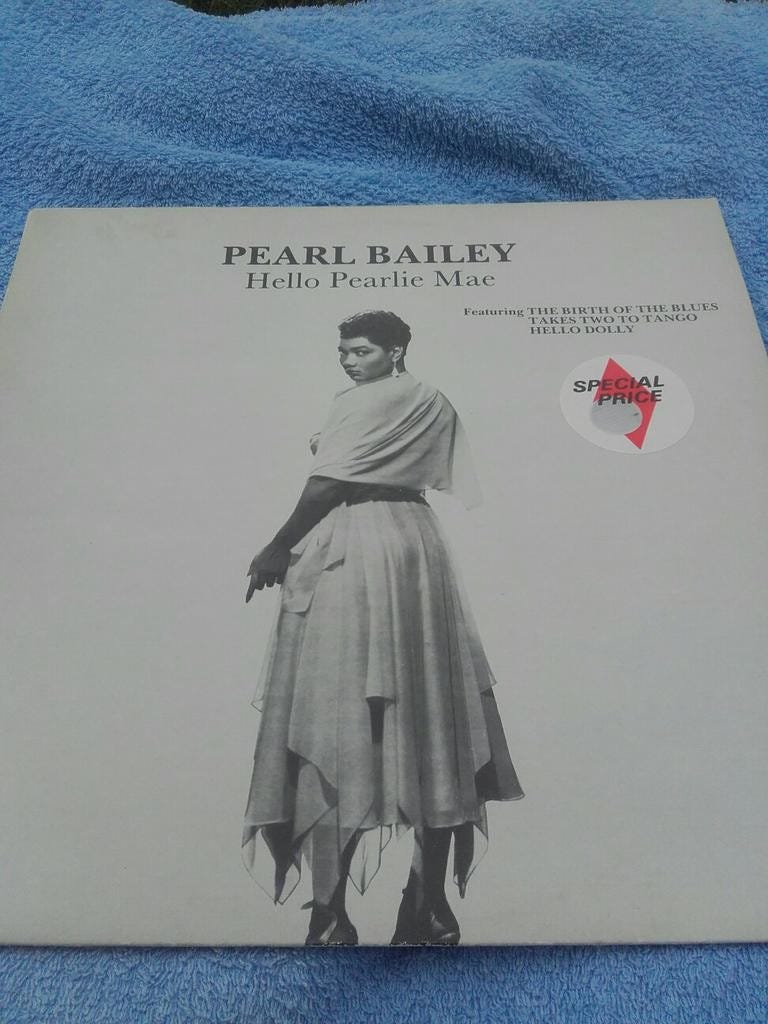 PEARL BAILEY
Hello Pearlie Mae
Featuring THE BIRTH OF THE BLUES
TAKES TWO TO TANGO
HELLO DOLLY
SPECIAL
PRICE